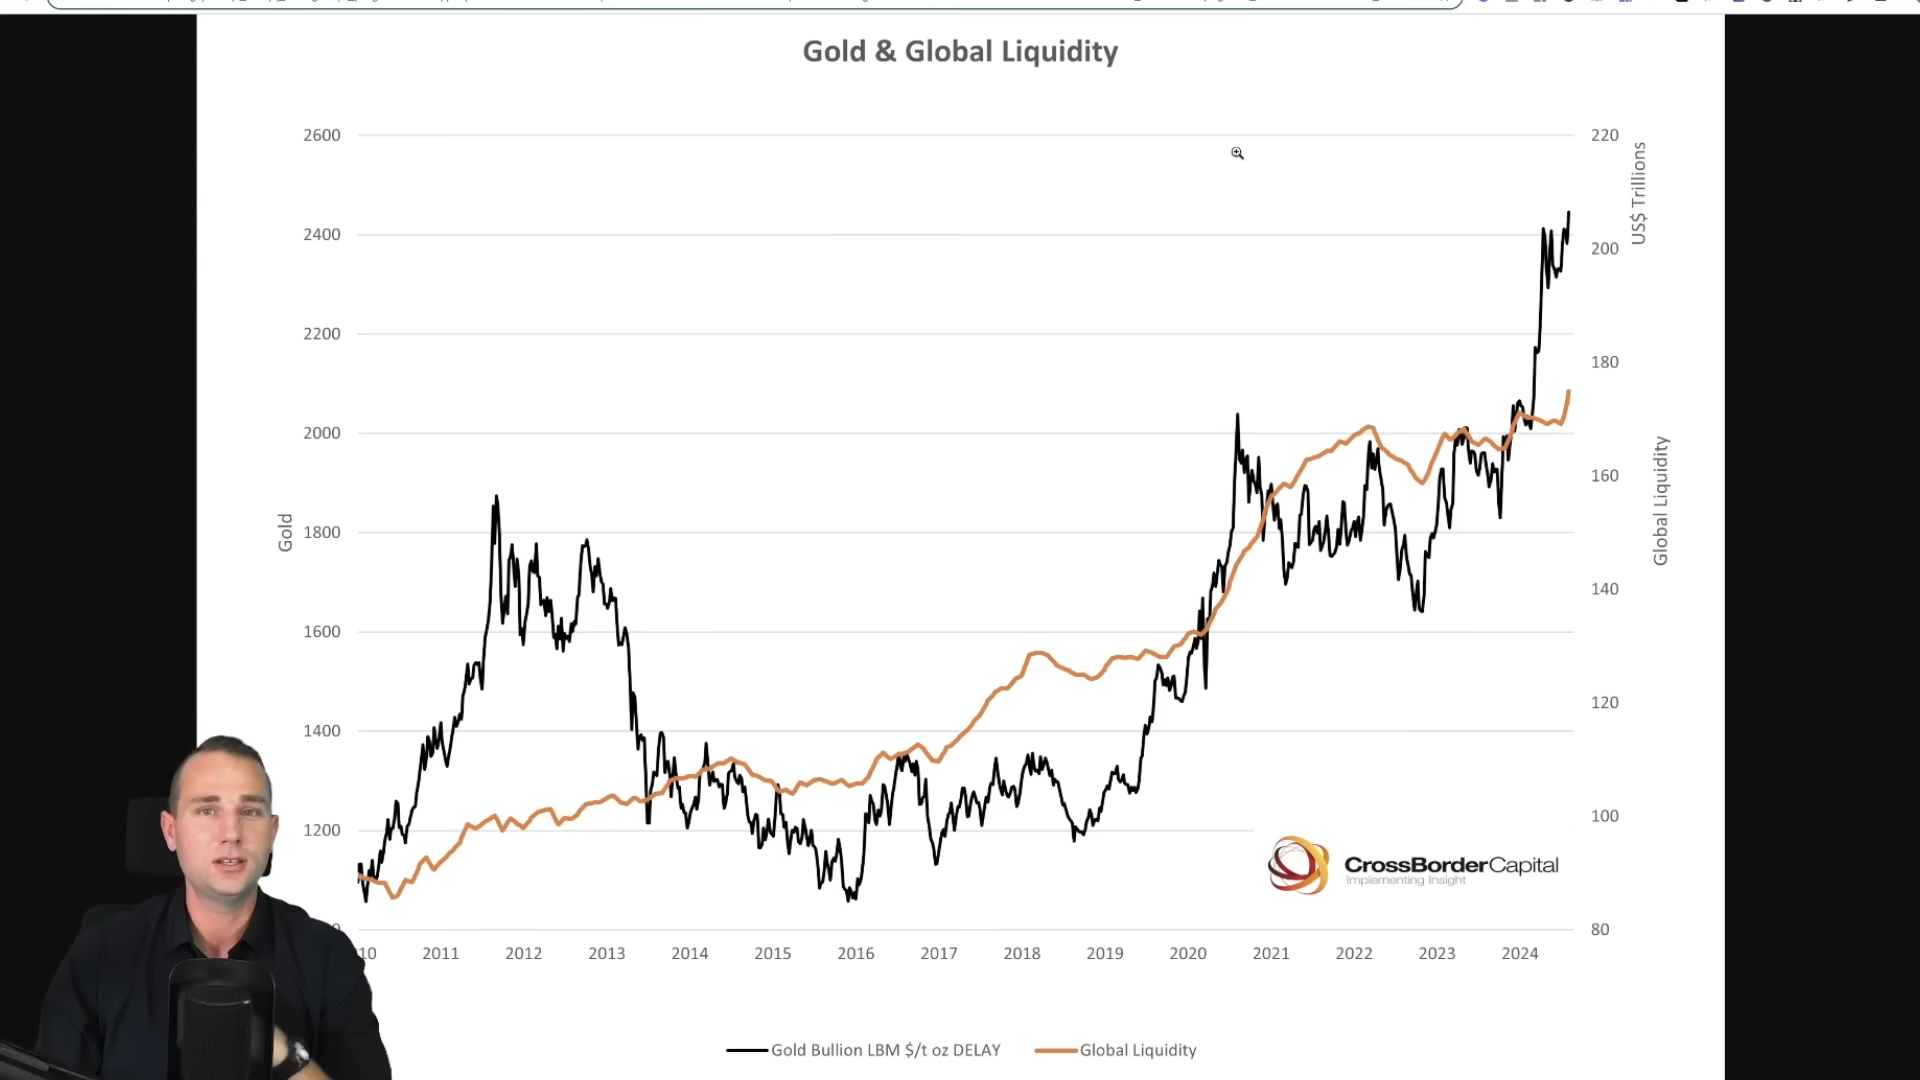 Gold & Global Liquidity
2600
2400
2200
2000
1800
1600
1400
1200
Gold
220
200
180
160
140
120
100
80
US$ Trillions
Global Liquidity
10 2011 2012 2013 2014 2015 2016 2017 2018 2019 2020 2021 2022 2023 2024
CrossBorderCapital
Implementing Insight
Gold Bullion LBM $/t oz DELAY Global Liquidity